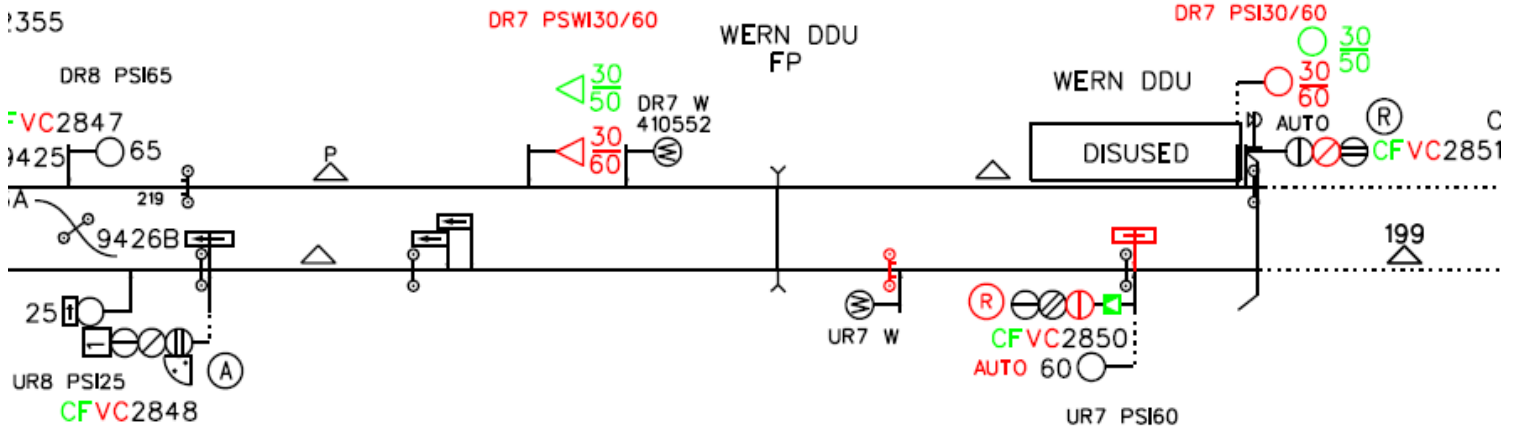 2355
DR7 PSWI30/60
WERN DDU
FP
DR7 PSI30/60
30
50
DR8 PSI65
30
50
WERN DDU
30
60
DR7 W
410552
FVC2847
AUTO
R
C
9425
65
P
30
60
W
DISUSED
CFVC2851
A
219
9426B
199
25
W
R
UR7 W
CFVC2850
1
AUTO 60
UR8 PSI25
A
CFVC2848
UR7 PSI60